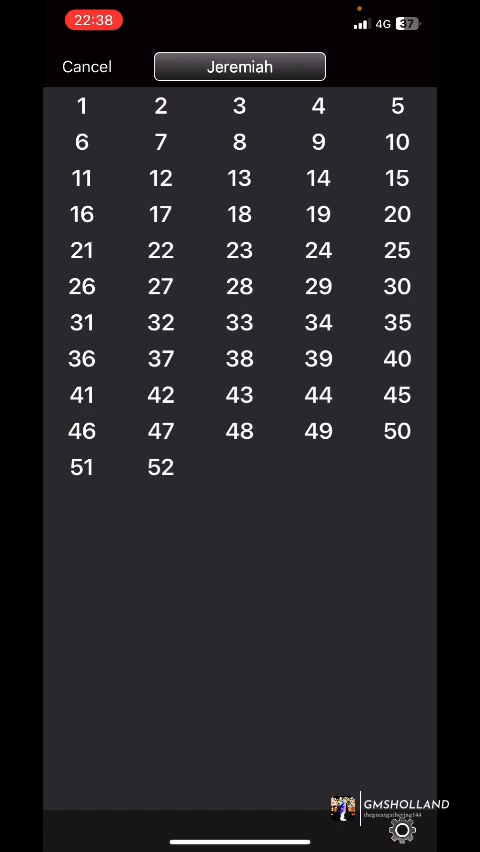 22:38 4G 37
Cancel Jeremiah
1 2 3 4 5
6 7 8 9 10
11 12 13 14 15
16 17 18 19 20
21 22 23 24 25
26 27 28 29 30
31 32 33 34 35
36 37 38 39 40
41 42 43 44 45
46 47 48 49 50
51 52
GMSHOLLAND
thegreatgathering144